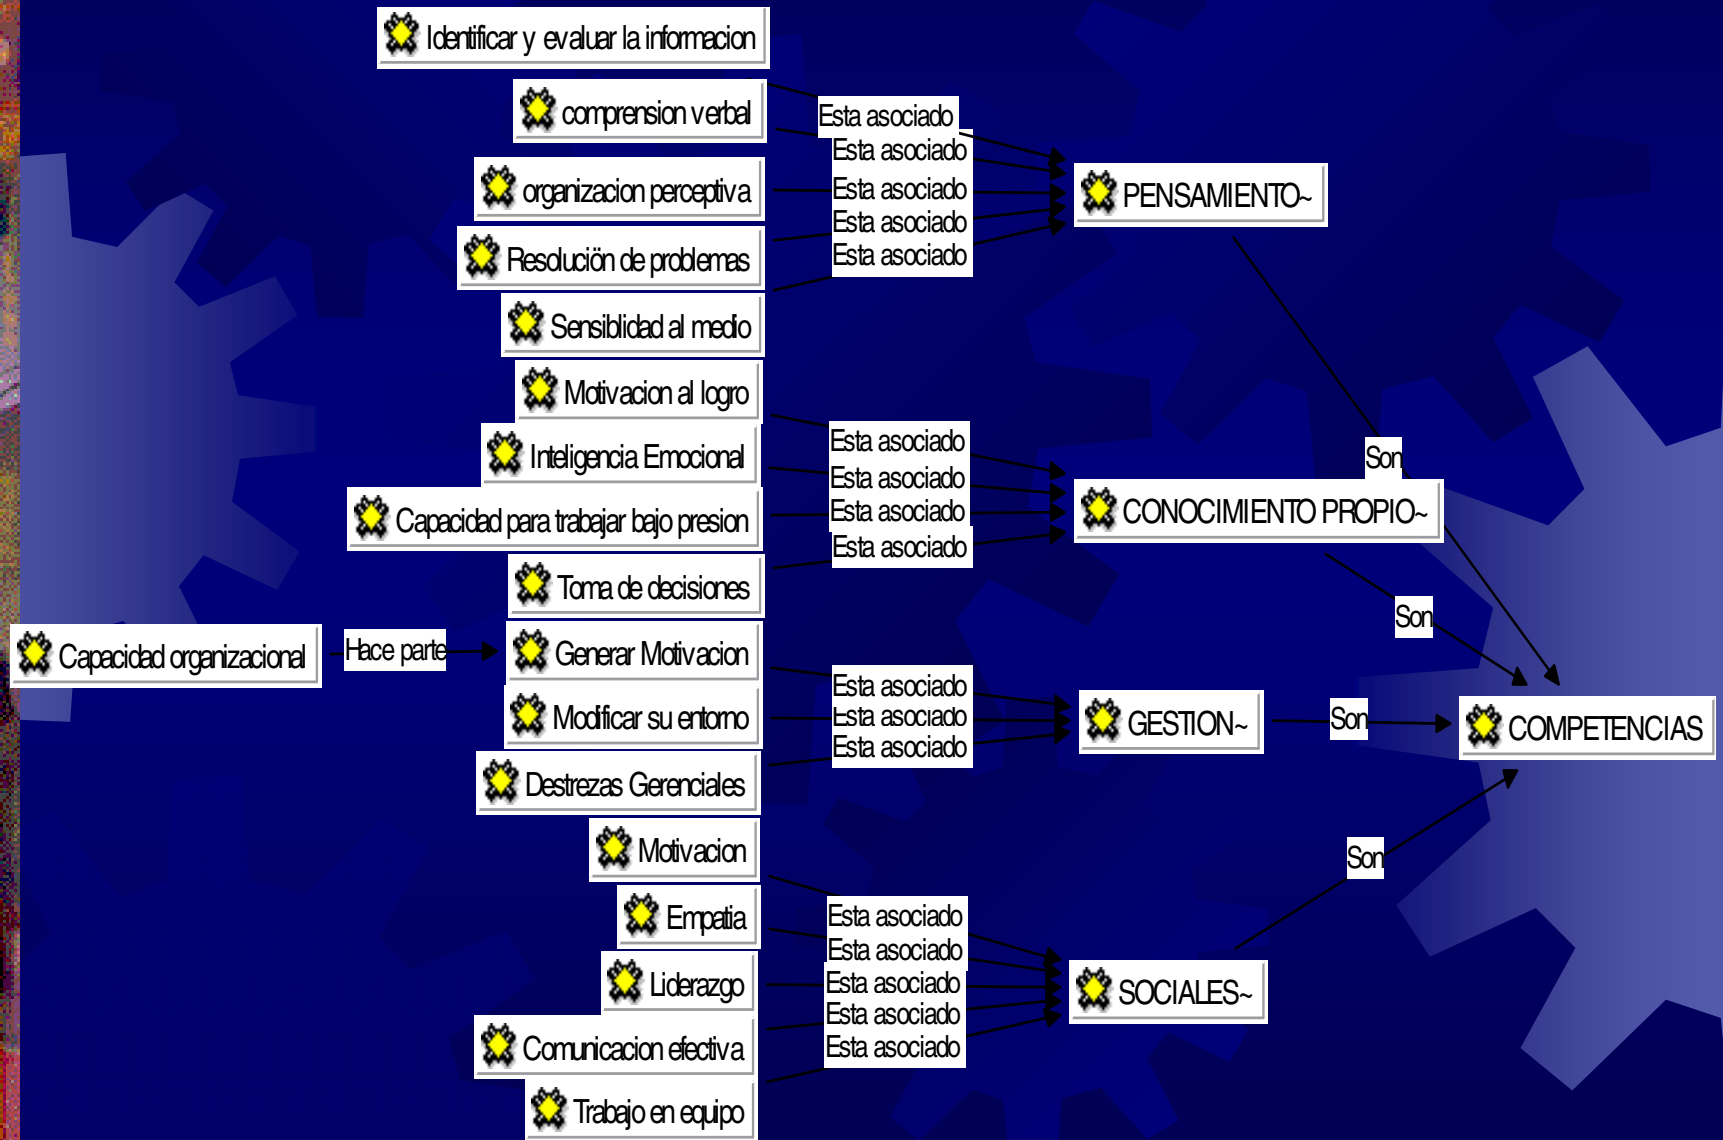 Identificar y evaluar la informacion
comprension verbal
Esta asociado
Esta asociado
organizacion perceptiva
Esta asociado
PENSAMIENTO~
Esta asociado
Resoluciön de problemas
Esta asociado
Sensiblidad al medio
Motivacion al logro
Esta asociado
Inteligencia Emocional
Son
Esta asociado
Capacidad para trabajar bajo presion
Esta asociado
CONOCIMIENTO PROPIO~
Esta asociado
Toma de decisiones
Son
Capacidad organizacional
Hace parte
Generar Motivacion
Esta asociado
Modificar su entorno
Esta asociado
GESTION~
Son
COMPETENCIAS
Esta asociado
Destrezas Gerenciales
Motivacion
Son
Empatia
Esta asociado
Esta asociado
Liderazgo
Esta asociado
SOCIALES~
Esta asociado
Comunicacion efectiva
Esta asociado
Trabajo en equipo